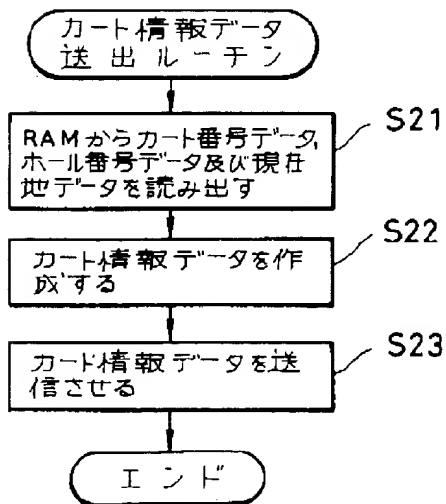 カート情報データ
送出ルーチン
RAMからカート番号データ,
ホール番号データ及び現在
地データを読み出す
S21
カート情報データを作
成する
S22
カード情報データを送
信させる
S23
エンド